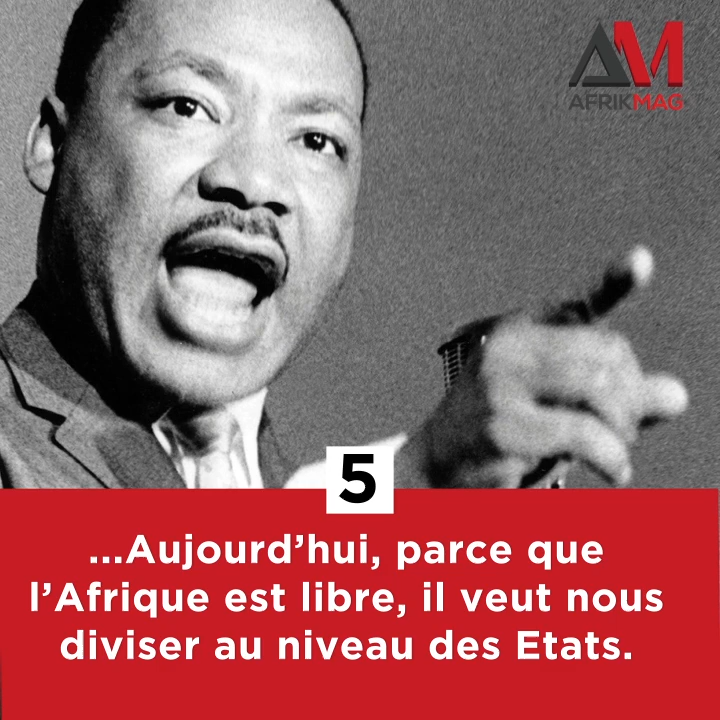 AM
AFRIKMAG
5
...Aujourd’hui, parce que
l’Afrique est libre, il veut nous
diviser au niveau des Etats.